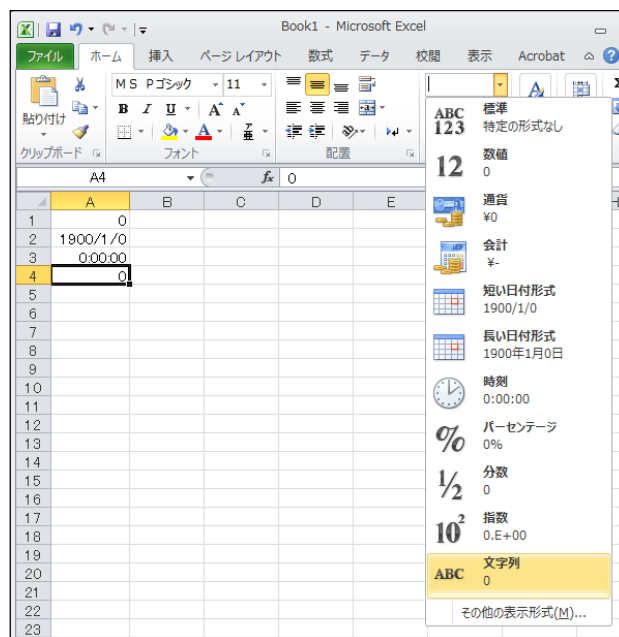 Book1 - Microsoft Excel
ファイル ホーム 挿入 ページレイアウト 数式 データ 校閲 表示 Acrobat
貼り付け
MS Pゴシック 11
B I U A A
A 亜
クリップボード フォント 配置
A4 fx 0
A B C D E
1 0
2 1900/1/0
3 0:00:00
4 0
5
6
7
8
9
10
11
12
13
14
15
16
17
18
19
20
21
22
23
ABC
123
標準
特定の形式なし
12
数値
0
通貨
¥0
会計
¥-
短い日付形式
1900/1/0
長い日付形式
1900年1月0日
時刻
0:00:00
%
パーセンテージ
0%
1/2
分数
0
10²
指数
0.E+00
ABC
文字列
0
その他の表示形式(M)...